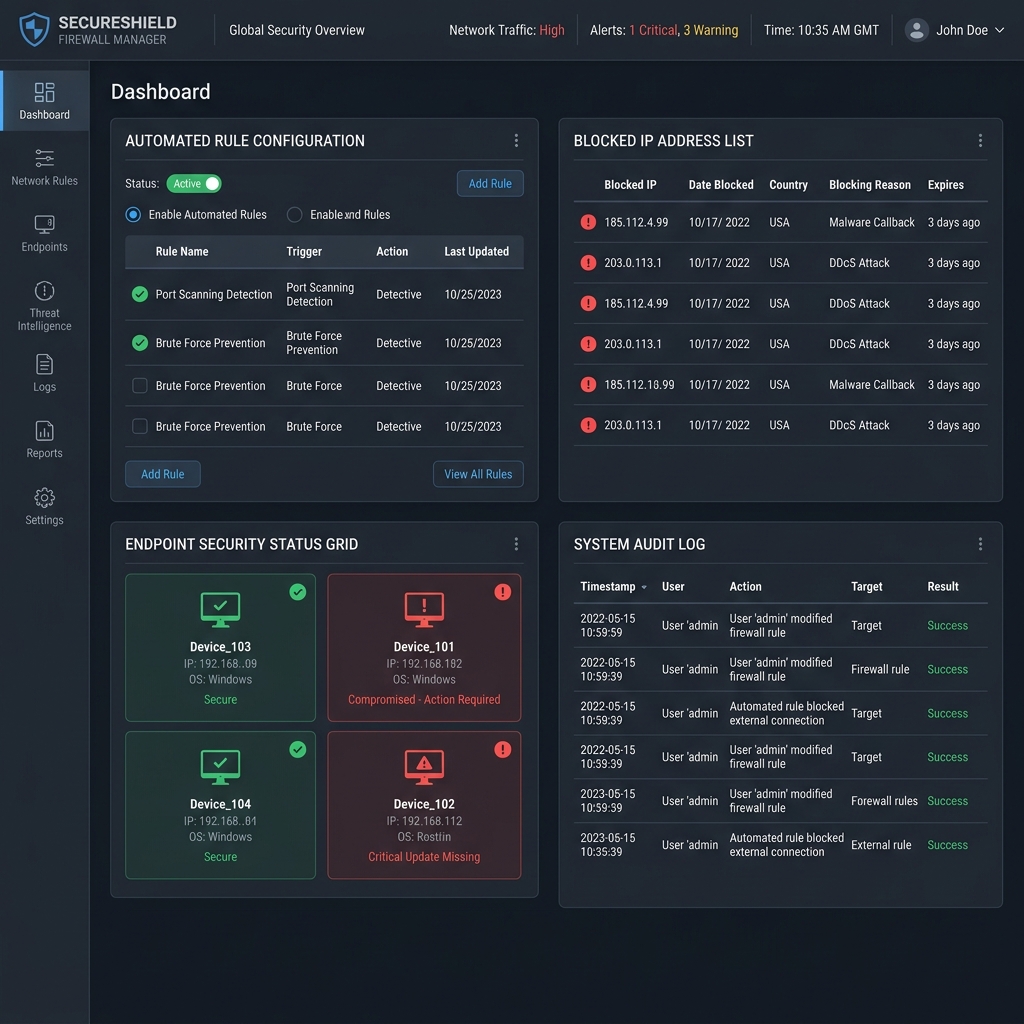 SECURESHIELD
FIREWALL MANAGER
Global Security Overview
Network Traffic: High
Alerts: 1 Critical, 3 Warning
Time: 10:35 AM GMT
John Doe
Dashboard
Network Rules
Endpoints
Threat
Intelligence
Logs
Reports
Settings
Dashboard
AUTOMATED RULE CONFIGURATION
Status: Active
Add Rule
Enable Automated Rules
Enable Rules
Rule Name Trigger Action Last Updated
Port Scanning Detection Port Scanning Detection Detective 10/25/2023
Brute Force Prevention Brute Force Prevention Detective 10/25/2023
Brute Force Prevention Brute Force Detective 10/25/2023
Brute Force Prevention Brute Force Detective 10/25/2023
Add Rule
View All Rules
BLOCKED IP ADDRESS LIST
Blocked IP Date Blocked Country Blocking Reason Expires
185.112.4.99 10/17/ 2022 USA Malware Callback 3 days ago
203.0.113.1 10/17/ 2022 USA DDcS Attack 3 days ago
185.112.4.99 10/17/ 2022 USA DDoS Attack 3 days ago
203.0.113.1 10/17/ 2022 USA DDcS Attack 3 days ago
185.112.18.99 10/17/ 2022 USA Malware Callback 3 days ago
203.0.113.1 10/17/ 2022 USA DDcS Attack 3 days ago
ENDPOINT SECURITY STATUS GRID
Device_103
IP: 192.168..09
OS: Windows
Secure
Device_101
IP: 192.168.182
OS: Windows
Compromised - Action Required
Device_104
IP: 192.168..01
OS: Windows
Secure
Device_102
IP: 192.168.112
OS:
Critical Update Missing
SYSTEM AUDIT LOG
Timestamp User Action Target Result
2022-05-15 10:59:59 User 'admin User 'admin' modified firewall rule Target Success
2022-05-15 10:59:39 User 'admin User 'admin' modified firewall rule Firewall rule Success
2022-05-15 10:59:39 User 'admin Automated rule blocked external connection Target Success
2022-05-15 10:59:39 User 'admin User 'admin' modified firewall rule Target Success
2023-05-15 10:59:39 User 'admin User 'admin' modified firewall rule Forewall rules Success
2023-05-15 10:35:39 User 'admin Automated rule blocked external connection External rule Success